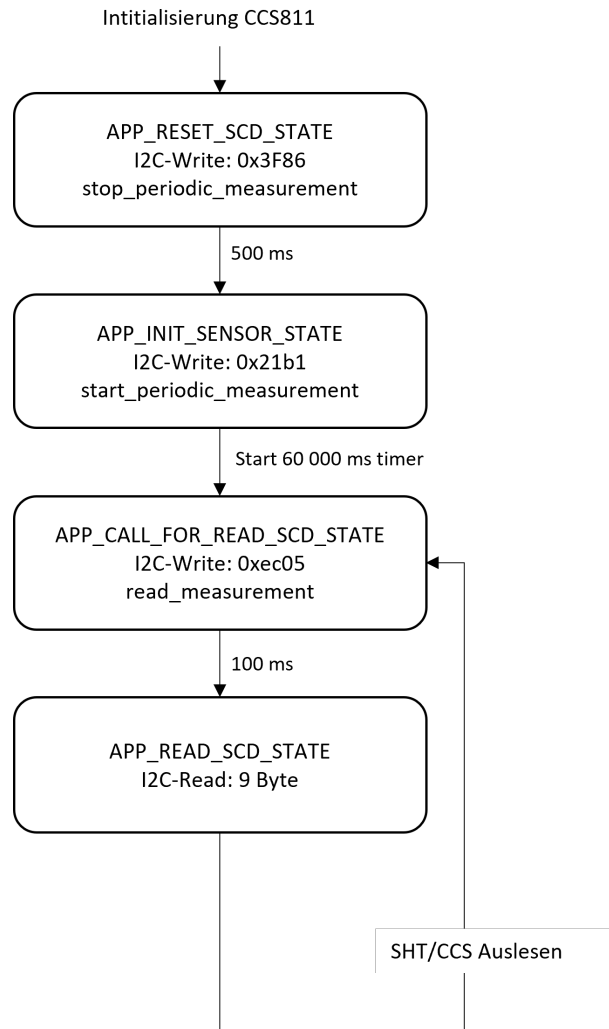 Intitialisierung CCS811
APP_RESET_SCD_STATE
I2C-Write: 0x3F86
stop_periodic_measurement
500 ms
APP_INIT_SENSOR_STATE
I2C-Write: 0x21b1
start_periodic_measurement
Start 60 000 ms timer
APP_CALL_FOR_READ_SCD_STATE
I2C-Write: 0xec05
read_measurement
100 ms
APP_READ_SCD_STATE
I2C-Read: 9 Byte
SHT/CCS Auslesen